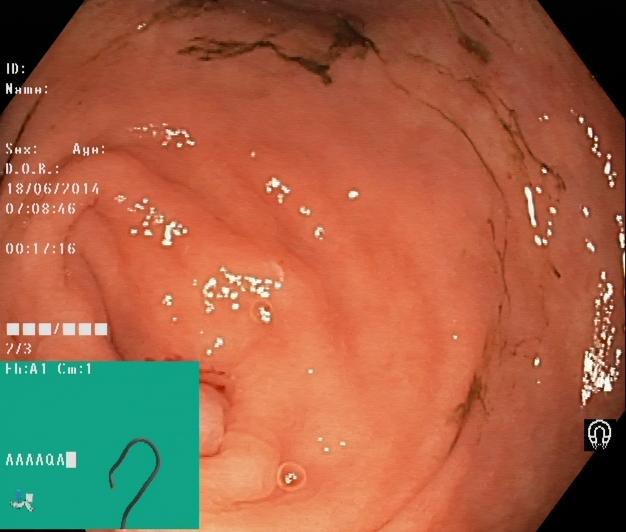 ID:
Name:
Sex: Age:
D.O.B.:
18/06/2014
07:08:46
00:17:16
■■■/■■■
2/3
Eh:A1 Cm:1
AAAAQA